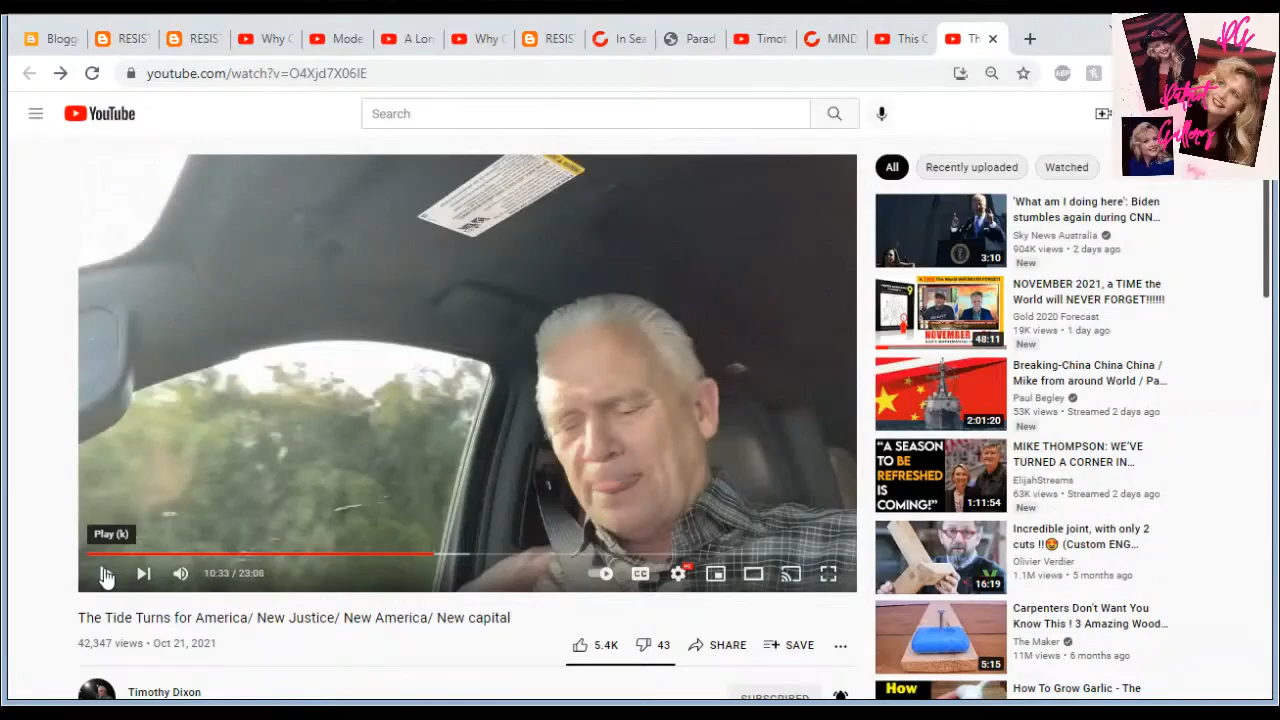 Blogg
RESIS
RESIS
Why C
Mode
A L
Why C
RESIS
In Sea
Parad
Timot
MIND
This C
Th
youtube.com/watch?v=O4Xjd7X06IE
ABP
PG
Patriot
Gallery
YouTube
Search
All
Recently uploaded
Watched
'What am I doing here': Biden
stumbles again during CNN...
Sky News Australia
904K views • 2 days ago
New
3:10
NOVEMBER 2021, a TIME the
World will NEVER FORGET!!!!!!
Gold 2020 Forecast
19K views • 1 day ago
New
NOVEMBER
48:11
Breaking-China China China /
Mike from around World / Pa...
Paul Begley
53K views • Streamed 2 days ago
New
2:01:20
"A SEASON
TO BE
REFRESHED
IS
COMING!"
1:11:54
MIKE THOMPSON: WE'VE
TURNED A CORNER IN...
ElijahStreams
63K views • Streamed 2 days ago
New
Incredible joint, with only 2
cuts !!😍 (Custom ENG...
Olivier Verdier
1.1M views • 5 months ago
16:19
Carpenters Don't Want You
Know This ! 3 Amazing Wood...
The Maker
11M views • 6 months ago
5:15
How
How To Grow Garlic - The
Play (k)
10:33 / 23:08
CC
The Tide Turns for America/ New Justice/ New America/ New capital
42,347 views • Oct 21, 2021
5.4K
43
SHARE
SAVE
Timothy Dixon
SUBSCRIBED